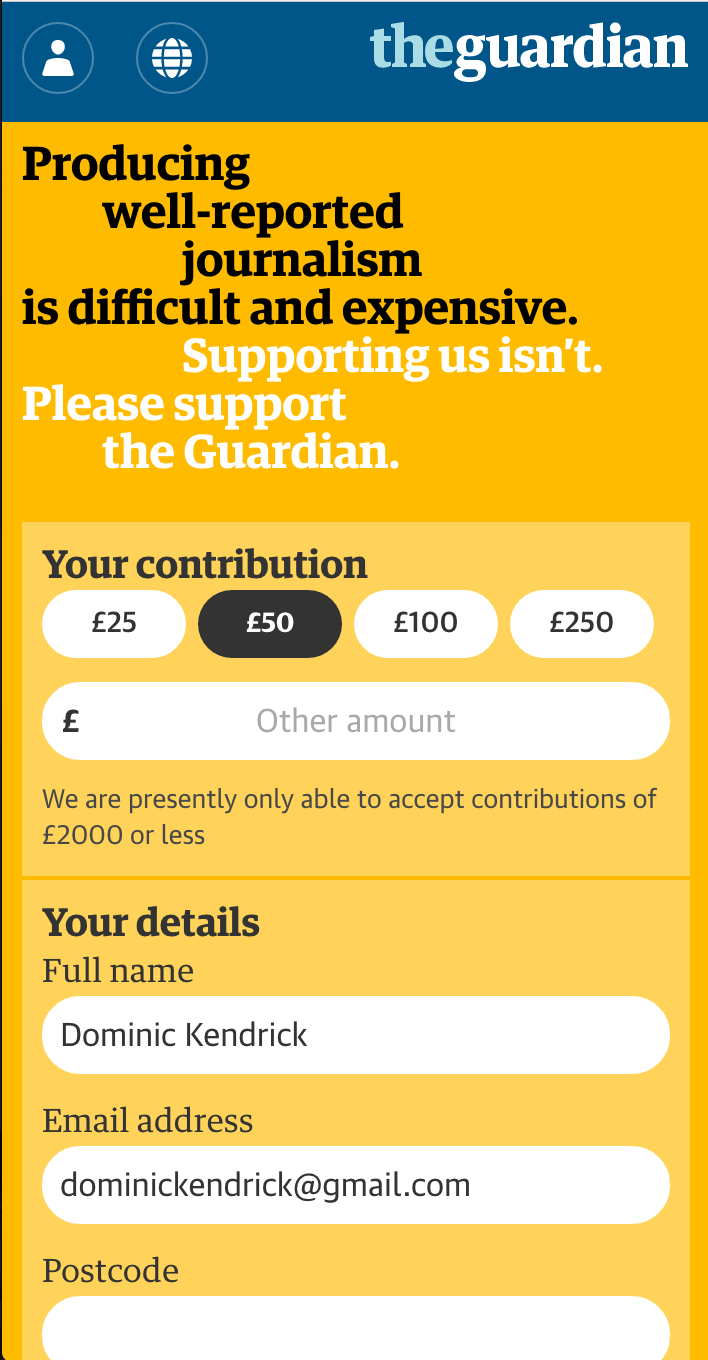 theguardian
Producing
well-reported
journalism
is difficult and expensive.
Supporting us isn't.
Please support
the Guardian.
Your contribution
£25 £50 £100 £250
£ Other amount
We are presently only able to accept contributions of
£2000 or less
Your details
Full name
Dominic Kendrick
Email address
dominickendrick@gmail.com
Postcode